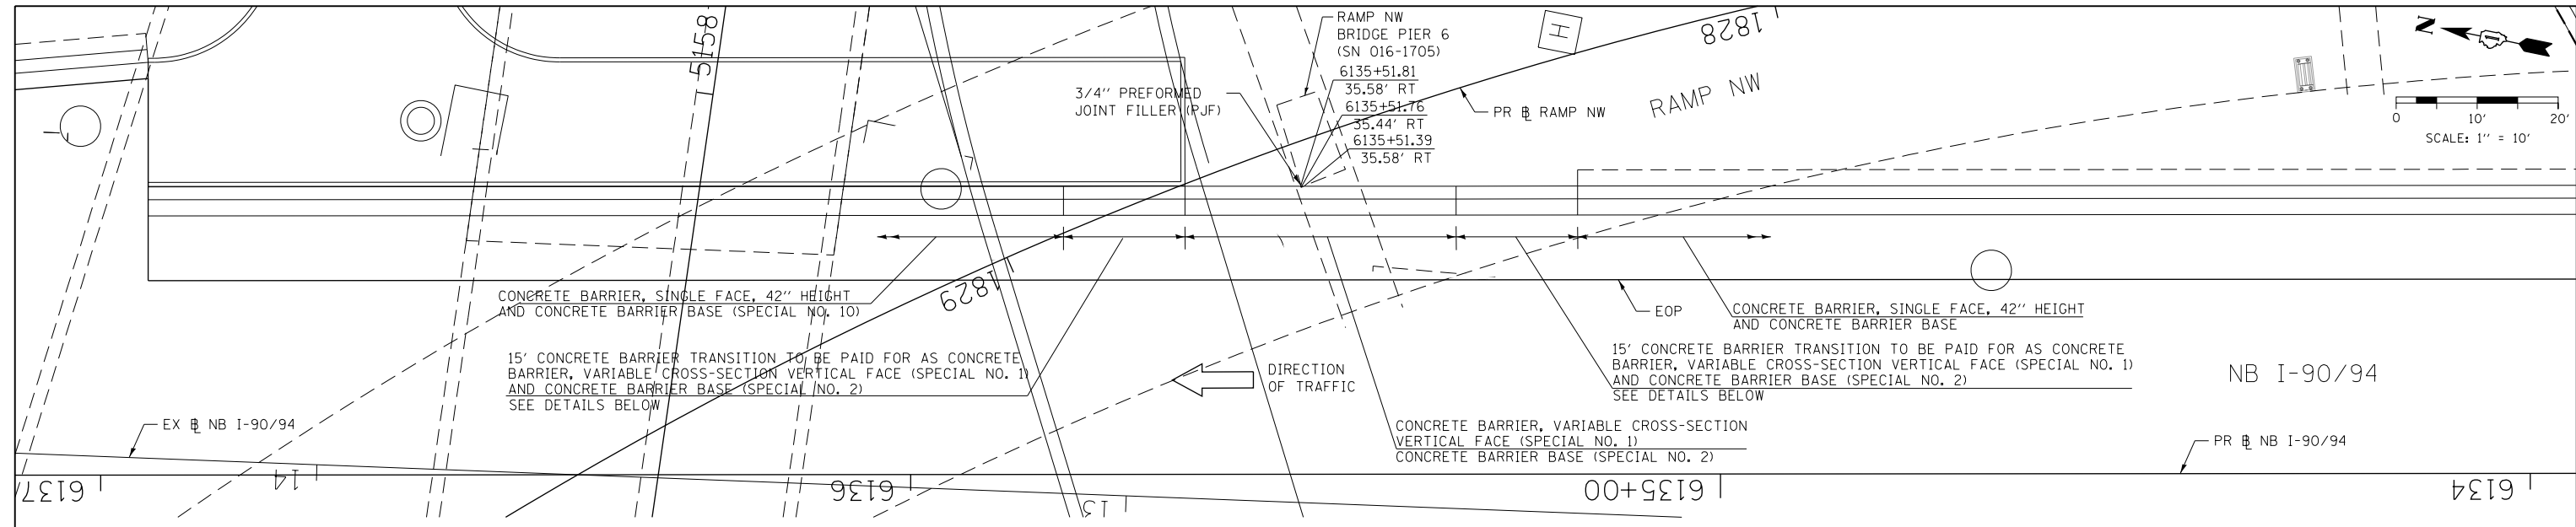 5158
RAMP NW
BRIDGE PIER 6
(SN 016-1705)
6135+51.81
35.58' RT
6135+51.76
35.44' RT
6135+51.39
35.58' RT
3/4'' PREFORMED
JOINT FILLER (PJF)
H
1828
RAMP NW
PR ℄ RAMP NW
N
0 10' 20'
SCALE: 1'' = 10'
1829
CONCRETE BARRIER, SINGLE FACE, 42'' HEIGHT
AND CONCRETE BARRIER BASE (SPECIAL NO. 10)
15' CONCRETE BARRIER TRANSITION TO BE PAID FOR AS CONCRETE
BARRIER, VARIABLE CROSS-SECTION VERTICAL FACE (SPECIAL NO. 1)
AND CONCRETE BARRIER BASE (SPECIAL NO. 2)
SEE DETAILS BELOW
DIRECTION
OF TRAFFIC
EOP
CONCRETE BARRIER, SINGLE FACE, 42'' HEIGHT
AND CONCRETE BARRIER BASE
15' CONCRETE BARRIER TRANSITION TO BE PAID FOR AS CONCRETE
BARRIER, VARIABLE CROSS-SECTION VERTICAL FACE (SPECIAL NO. 1)
AND CONCRETE BARRIER BASE (SPECIAL NO. 2)
SEE DETAILS BELOW
NB I-90/94
CONCRETE BARRIER, VARIABLE CROSS-SECTION
VERTICAL FACE (SPECIAL NO. 1)
CONCRETE BARRIER BASE (SPECIAL NO. 2)
EX ℄ NB I-90/94
PR ℄ NB I-90/94
6137
14
6136
13
6135+00
6134